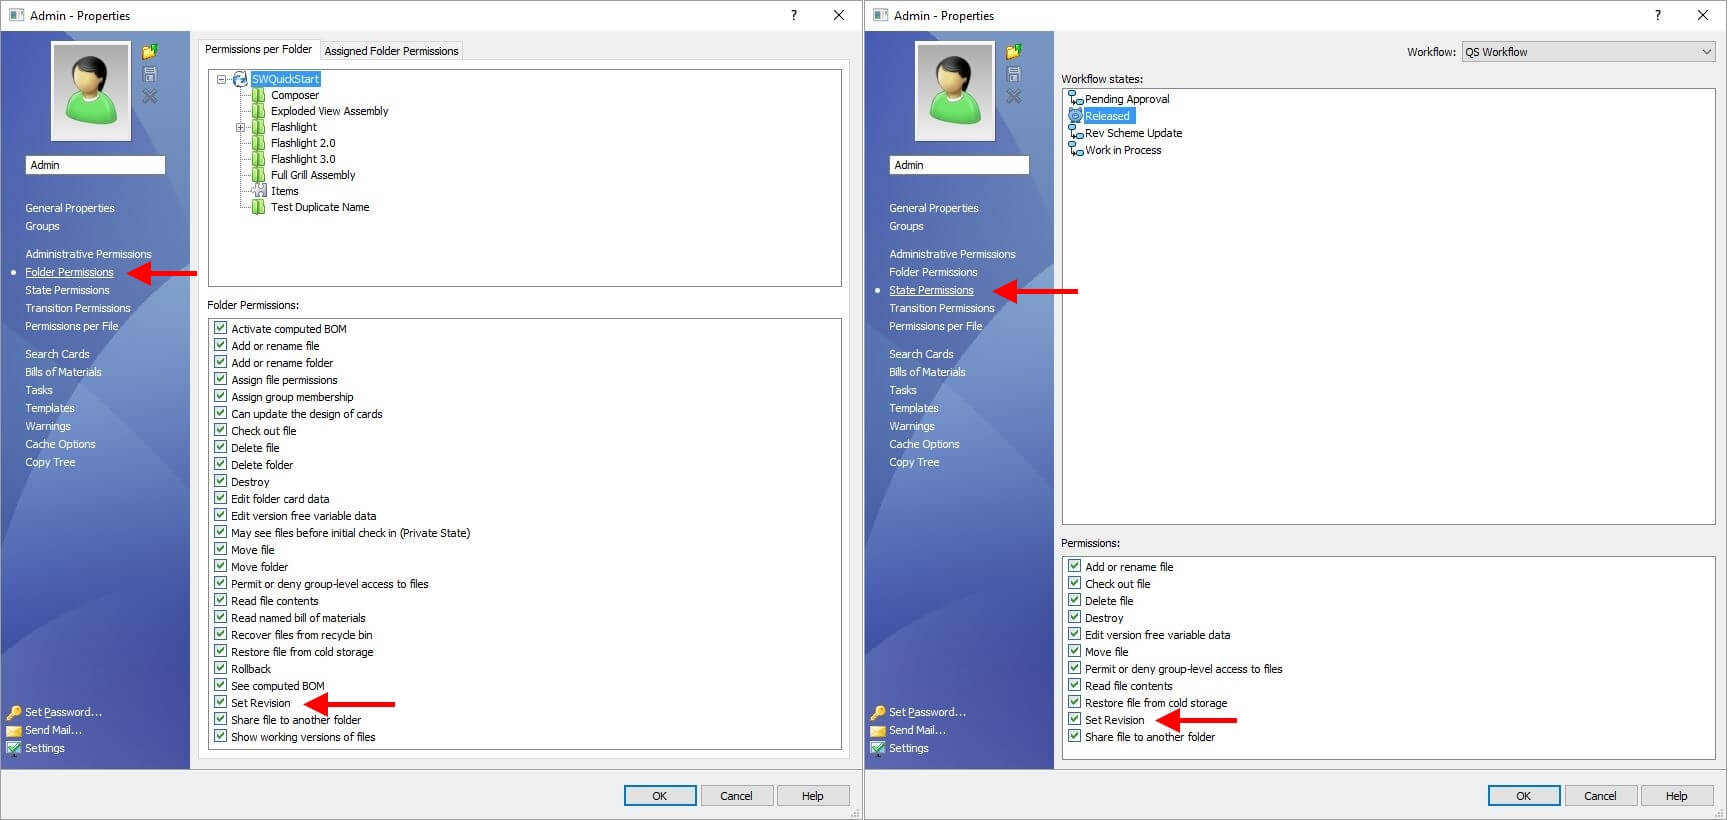 Admin - Properties
?
Admin
General Properties
Groups
Administrative Permissions
Folder Permissions
State Permissions
Transition Permissions
Permissions per File
Search Cards
Bills of Materials
Tasks
Templates
Warnings
Cache Options
Copy Tree
Set Password...
Send Mail...
Settings
Permissions per Folder
Assigned Folder Permissions
SWQuickStart
Composer
Exploded View Assembly
Flashlight
Flashlight 2.0
Flashlight 3.0
Full Grill Assembly
Items
Test Duplicate Name
Folder Permissions:
Activate computed BOM
Add or rename file
Add or rename folder
Assign file permissions
Assign group membership
Can update the design of cards
Check out file
Delete file
Delete folder
Destroy
Edit folder card data
Edit version free variable data
May see files before initial check in (Private State)
Move file
Move folder
Permit or deny group-level access to files
Read file contents
Read named bill of materials
Recover files from recycle bin
Restore file from cold storage
Rollback
See computed BOM
Set Revision
Share file to another folder
Show working versions of files
OK
Cancel
Help
Admin - Properties
?
Admin
General Properties
Groups
Administrative Permissions
Folder Permissions
State Permissions
Transition Permissions
Permissions per File
Search Cards
Bills of Materials
Tasks
Templates
Warnings
Cache Options
Copy Tree
Set Password...
Send Mail...
Settings
Workflow: QS Workflow
Workflow states:
Pending Approval
Released
Rev Scheme Update
Work in Process
Permissions:
Add or rename file
Check out file
Delete file
Destroy
Edit version free variable data
Move file
Permit or deny group-level access to files
Read file contents
Restore file from cold storage
Set Revision
Share file to another folder
OK
Cancel
Help